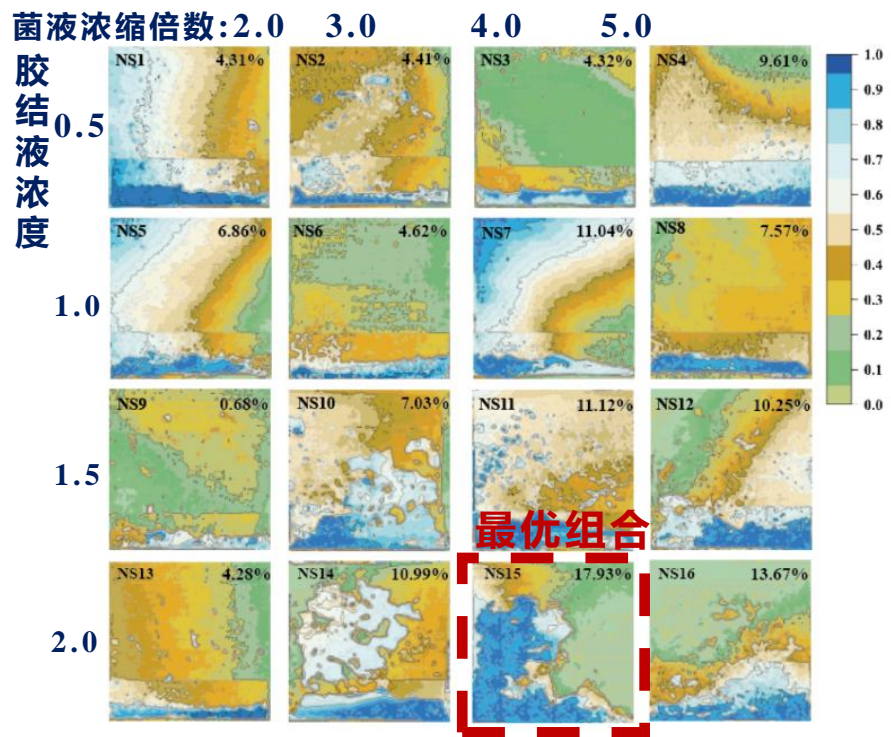 菌液浓缩倍数:2.0 3.0 4.0 5.0
胶结液浓度
0.5
NS1 4.31%
NS2 4.41%
NS3 4.32%
NS4 9.61%
1.0
NS5 6.86%
NS6 4.62%
NS7 11.04%
NS8 7.57%
1.5
NS9 0.68%
NS10 7.03%
NS11 11.12%
NS12 10.25%
最优组合
2.0
NS13 4.28%
NS14 10.99%
NS15 17.93%
NS16 13.67%
1.0
0.9
0.8
0.7
0.6
0.5
0.4
0.3
0.2
0.1
0.0